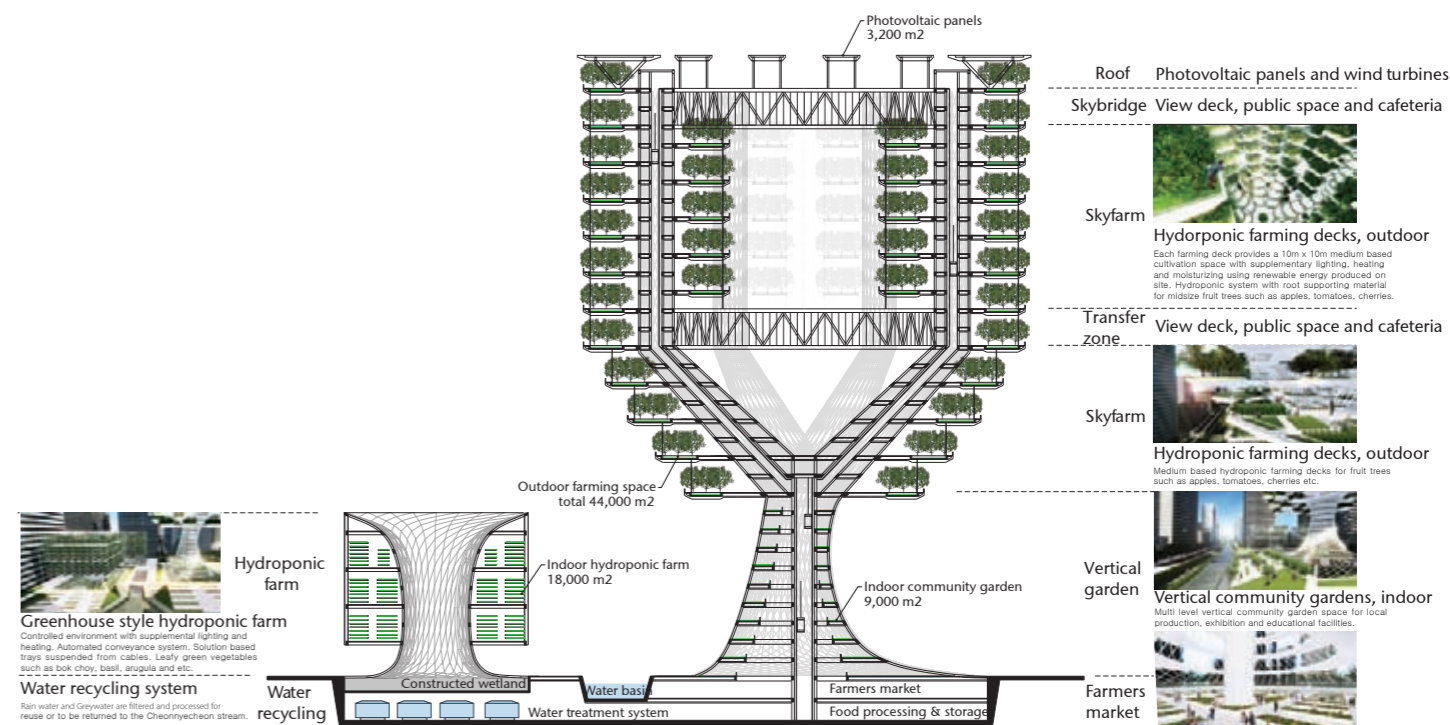 Photovoltaic panels
3,200 m2
Roof
Photovoltaic panels and wind turbines
Skybridge
View deck, public space and cafeteria
Skyfarm
Hydorponic farming decks, outdoor
Each farming deck provides a 10m x 10m medium based
cultivation space with supplementary lighting, heating
and moisturizing using renewable energy produced on
site. Hydroponic system with root supporting material
for midsize fruit trees such as apples, tomatoes, cherries.
Transfer
zone
View deck, public space and cafeteria
Skyfarm
Hydroponic farming decks, outdoor
Medium based hydroponic farming decks for fruit trees
such as apples, tomatoes, cherries etc.
Outdoor farming space
total 44,000 m2
Hydroponic
farm
Indoor hydroponic farm
18,000 m2
Indoor community garden
9,000 m2
Vertical
garden
Vertical community gardens, indoor
Multi level vertical community garden space for local
production, exhibition and educational facilities.
Greenhouse style hydroponic farm
Controlled environment with supplemental lighting and
heating. Automated conveyance system. Solution based
trays suspended from cables. Leafy green vegetables
such as bok choy, basil, arugula and etc.
Water recycling system
Rain water and Greywater are filtered and processed for
reuse or to be returned to the Cheonnyecheon stream.
Water
recycling
Constructed wetland
Water basin
Water treatment system
Farmers market
Food processing & storage
Farmers
market